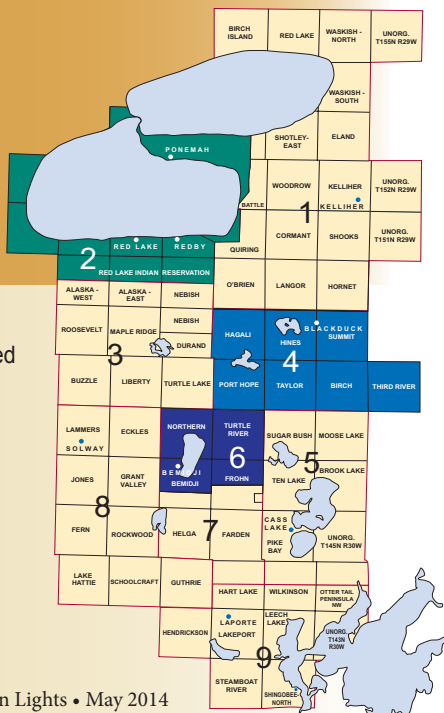 BIRCH ISLAND
RED LAKE
WASKISH - NORTH
UNORG. T155N R29W
WASKISH - SOUTH
SHOTLEY- EAST
ELAND
PONEMAH
WOODROW
KELLIHER
UNORG. T152N R29W
BATTLE
1
KELLIHER
CORMANT
SHOOKS
UNORG. T151N R29W
RED LAKE
REDBY
QUIRING
2
RED LAKE INDIAN RESERVATION
O'BRIEN
LANGOR
HORNET
ALASKA - WEST
ALASKA - EAST
NEBISH
ROOSEVELT
MAPLE RIDGE
NEBISH
DURAND
HAGALI
HINES
BLACKDUCK
SUMMIT
ed
3
4
BUZZLE
LIBERTY
TURTLE LAKE
PORT HOPE
TAYLOR
BIRCH
THIRD RIVER
LAMMERS
ECKLES
NORTHERN
TURTLE RIVER
SUGAR BUSH
MOOSE LAKE
SOLWAY
6
5
BEMIDJI
BROOK LAKE
JONES
GRANT VALLEY
BEMIDJI
FROHN
TEN LAKE
8
FERN
ROCKWOOD
HELGA
7
FARDEN
CASS LAKE
PIKE BAY
UNORG. T145N R30W
LAKE HATTIE
SCHOOLCRAFT
GUTHRIE
HART LAKE
WILKINSON
OTTER TAIL PENINSULA NW
HENDRICKSON
LAPORTE
LAKEPORT
LEECH LAKE
UNORG. T143N R30W
9
STEAMBOAT RIVER
SHINGOBEE- NORTH
n Lights • May 2014